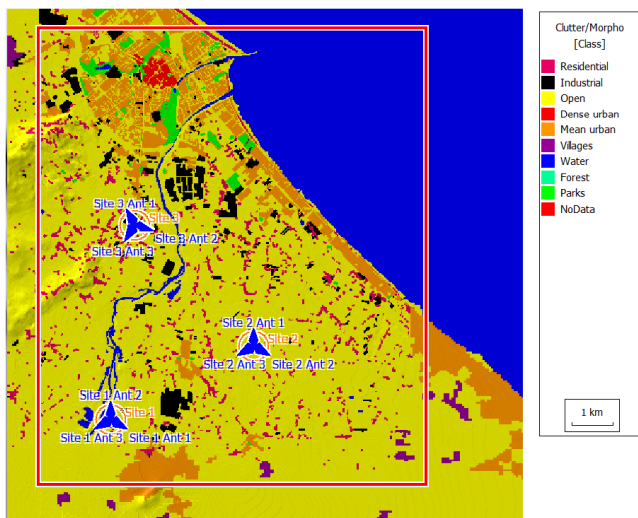 Clutter/Morpho
[Class]
Residential
Industrial
Open
Dense urban
Mean urban
Villages
Water
Forest
Parks
NoData
1 km
Site 3 Ant 1
Site 3
Site 3 Ant 2
Site 3 Ant 3
Site 2 Ant 1
Site 2
Site 2 Ant 3 Site 2 Ant 2
Site 1 Ant 2
Site 1
Site 1 Ant 3 Site 1 Ant 1